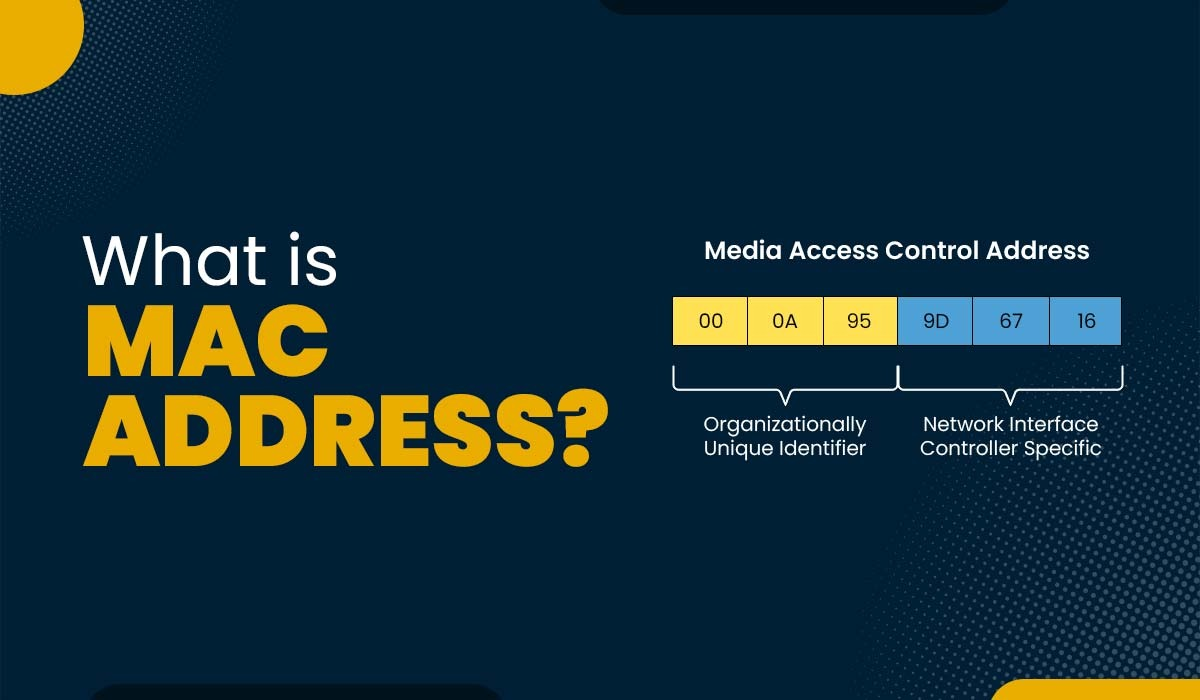 What is
MAC
ADDRESS?
Media Access Control Address
00 0A 95 9D 67 16
Organizationally
Unique Identifier
Network Interface
Controller Specific